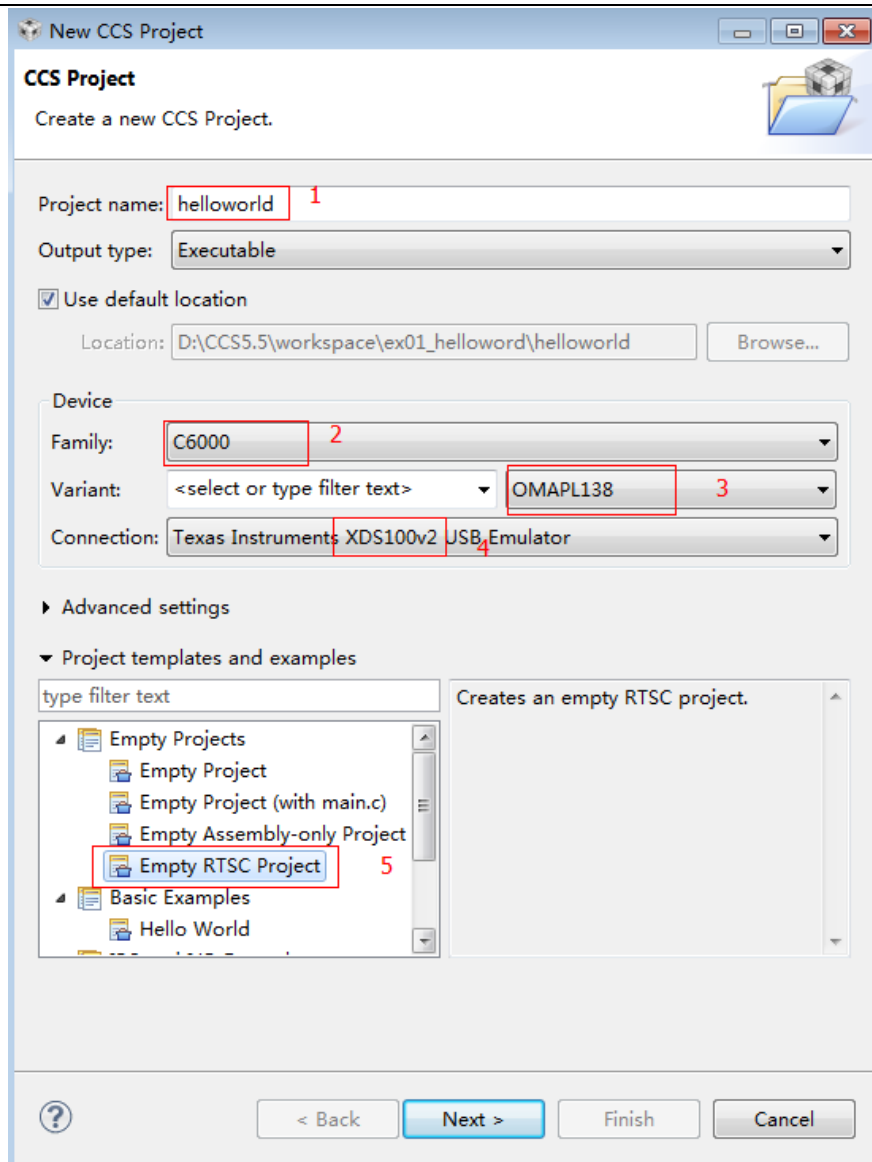 New CCS Project
CCS Project
Create a new CCS Project.
Project name: helloworld 1
Output type: Executable
Use default location
Location: D:\CCS5.5\workspace\ex01_helloword\helloworld Browse...
Device
Family: C6000 2
Variant: <select or type filter text> OMAPL138 3
Connection: Texas Instruments XDS100v2 USB Emulator
4
Advanced settings
Project templates and examples
type filter text
Creates an empty RTSC project.
Empty Projects
Empty Project
Empty Project (with main.c)
Empty Assembly-only Project
Empty RTSC Project 5
Basic Examples
Hello World
< Back Next > Finish Cancel